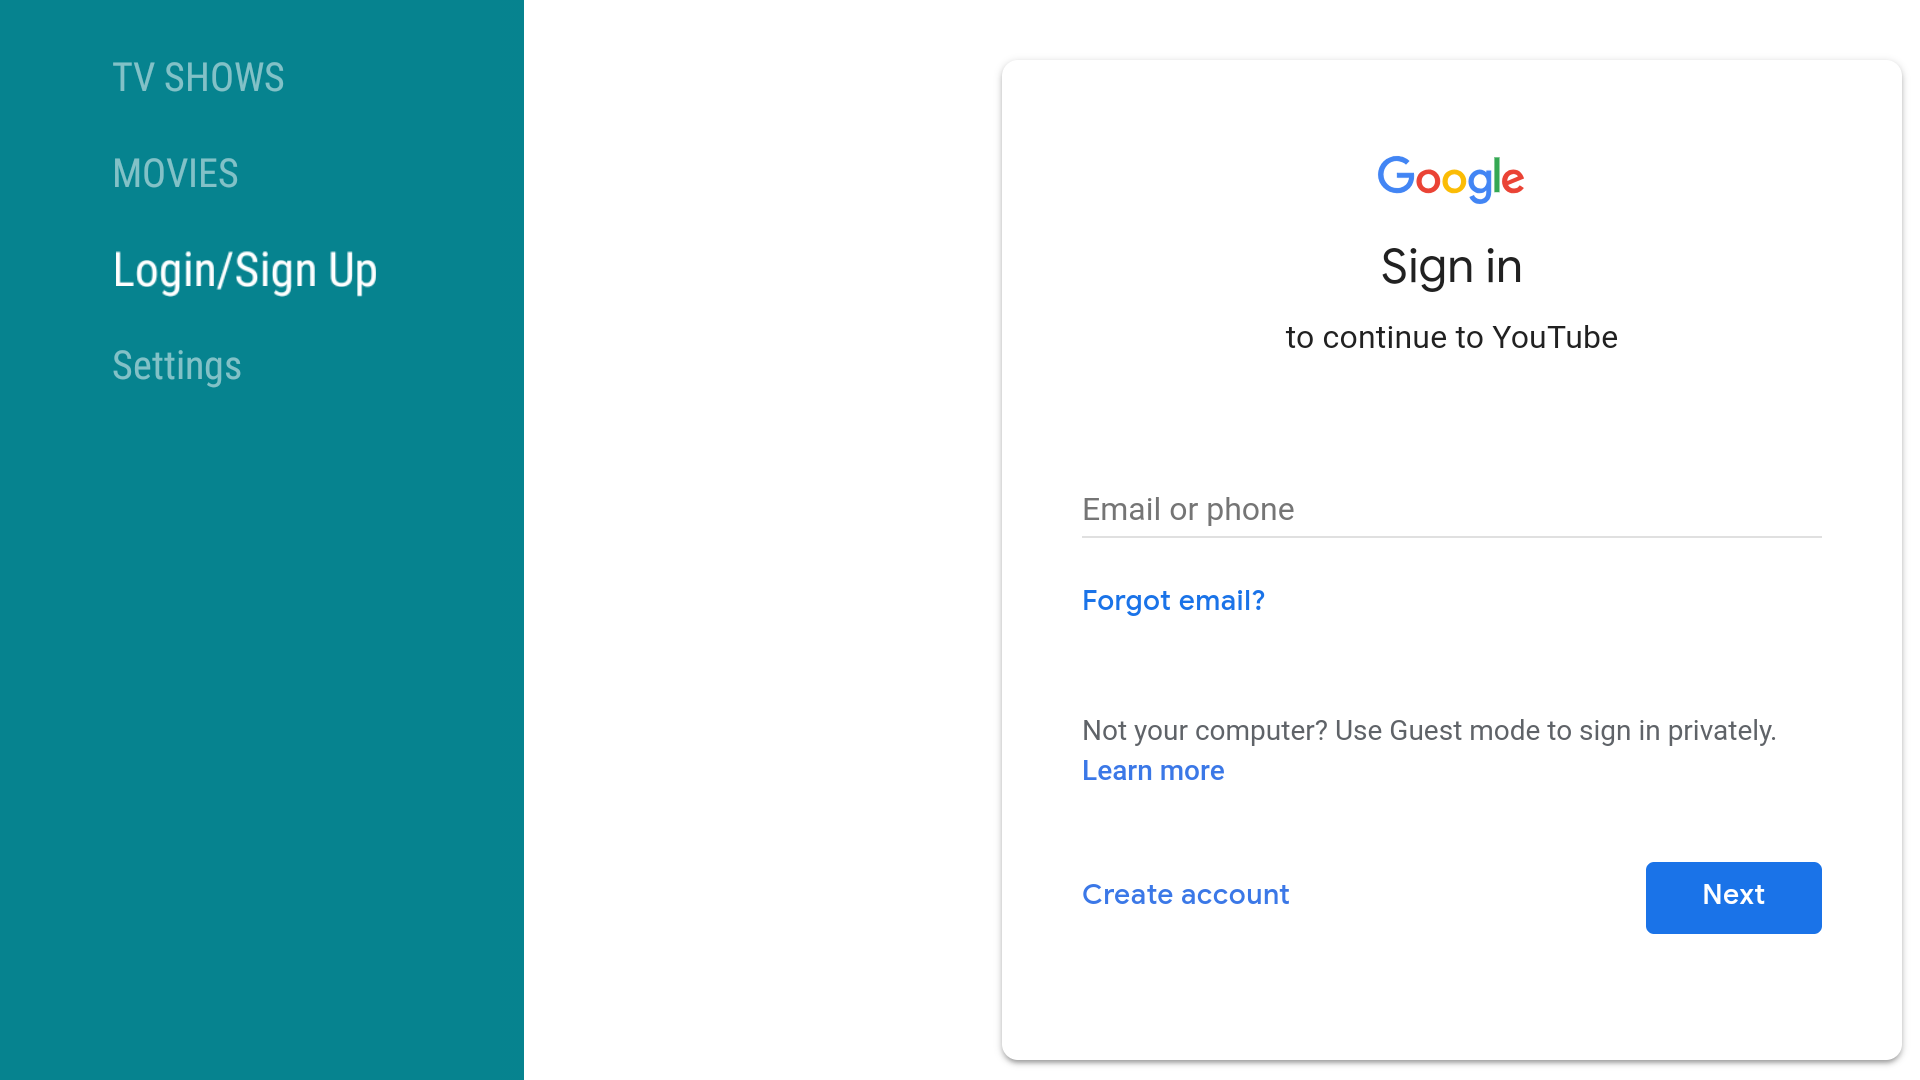 TV SHOWS
MOVIES
Login/Sign Up
Settings
Google
Sign in
to continue to YouTube
Email or phone
Forgot email?
Not your computer? Use Guest mode to sign in privately.
Learn more
Create account
Next